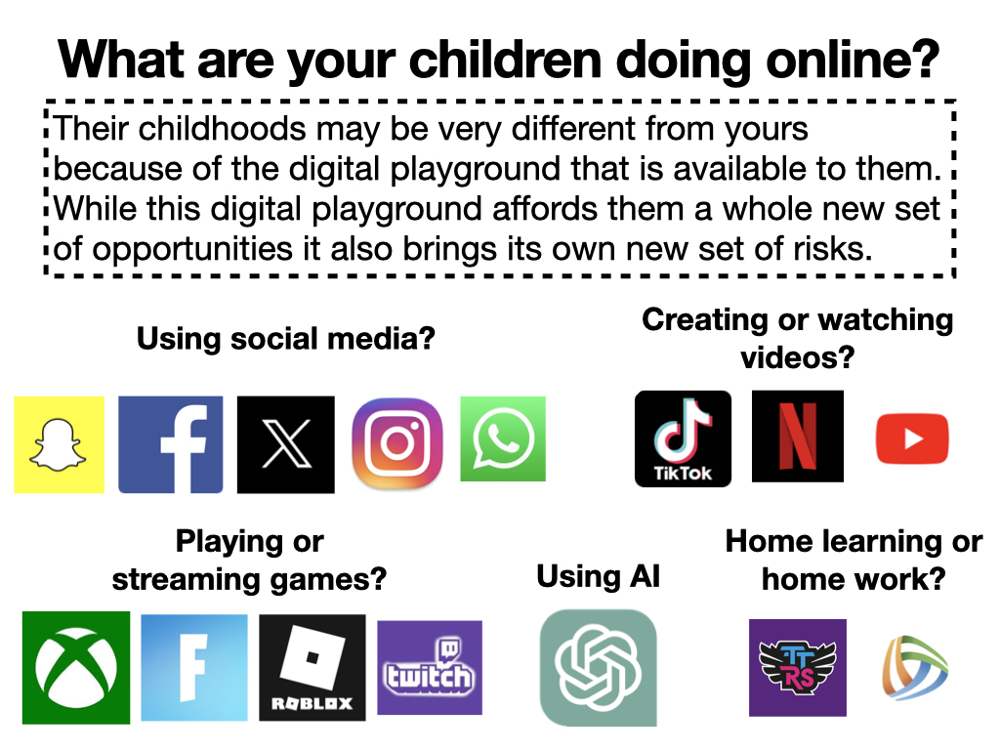 What are your children doing online?
Their childhoods may be very different from yours
because of the digital playground that is available to them.
While this digital playground affords them a whole new set
of opportunities it also brings its own new set of risks.
Using social media?
Creating or watching
videos?
TikTok
Playing or
streaming games?
Using AI
Home learning or
home work?
F
ROBLOX
twitch
TT
RS